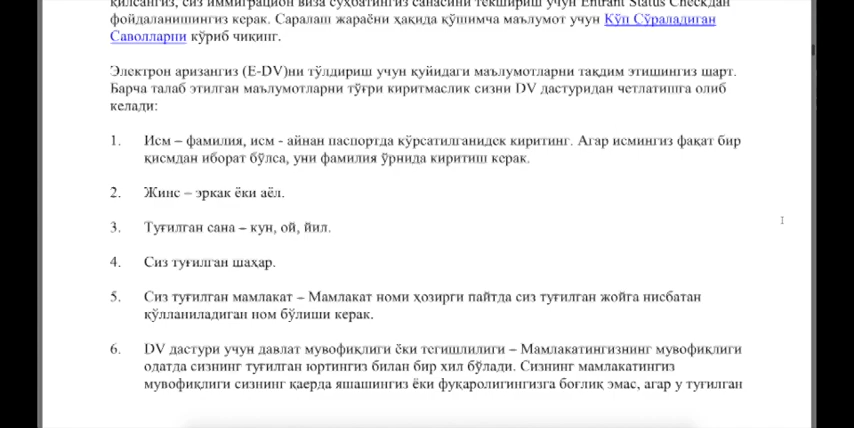 қилсангиз, сиз иммиграцион виза суҳбатингиз санасини текшириш учун Entrant Status Checkдан
фойдаланишингиз керак. Саралаш жараёни ҳақида қўшимча маълумот учун Кўп Сўраладиган
Саволларни кўриб чиқинг.
Электрон аризангиз (E-DV)ни тўлдириш учун қуйидаги маълумотларни тақдим этишингиз шарт.
Барча талаб этилган маълумотларни тўғри киритмаслик сизни DV дастуридан четлатишга олиб
келади:
1. Исм – фамилия, исм - айнан паспортда кўрсатилганидек киритинг. Агар исмингиз фақат бир
қисмдан иборат бўлса, уни фамилия ўрнида киритиш керак.
2. Жинс – эркак ёки аёл.
3. Туғилган сана – кун, ой, йил.
4. Сиз туғилган шаҳар.
5. Сиз туғилган мамлакат – Мамлакат номи ҳозирги пайтда сиз туғилган жойга нисбатан
қўлланиладиган ном бўлиши керак.
6. DV дастури учун давлат мувофиқлиги ёки тегишлилиги – Мамлакатингизнинг мувофиқлиги
одатда сизнинг туғилган юртингиз билан бир хил бўлади. Сизнинг мамлакатингиз
мувофиқлиги сизнинг қаерда яшашингиз ёки фуқаролигингизга боғлиқ эмас, агар у туғилган